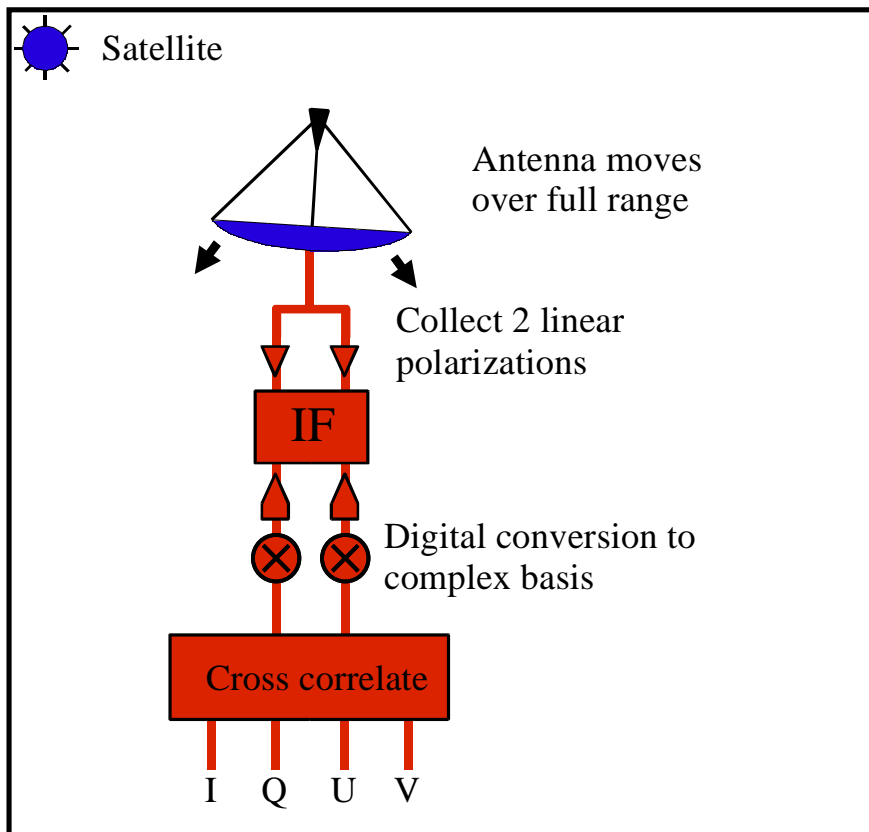 Satellite
Antenna moves
over full range
Collect 2 linear
polarizations
IF
Digital conversion to
complex basis
Cross correlate
I Q U V